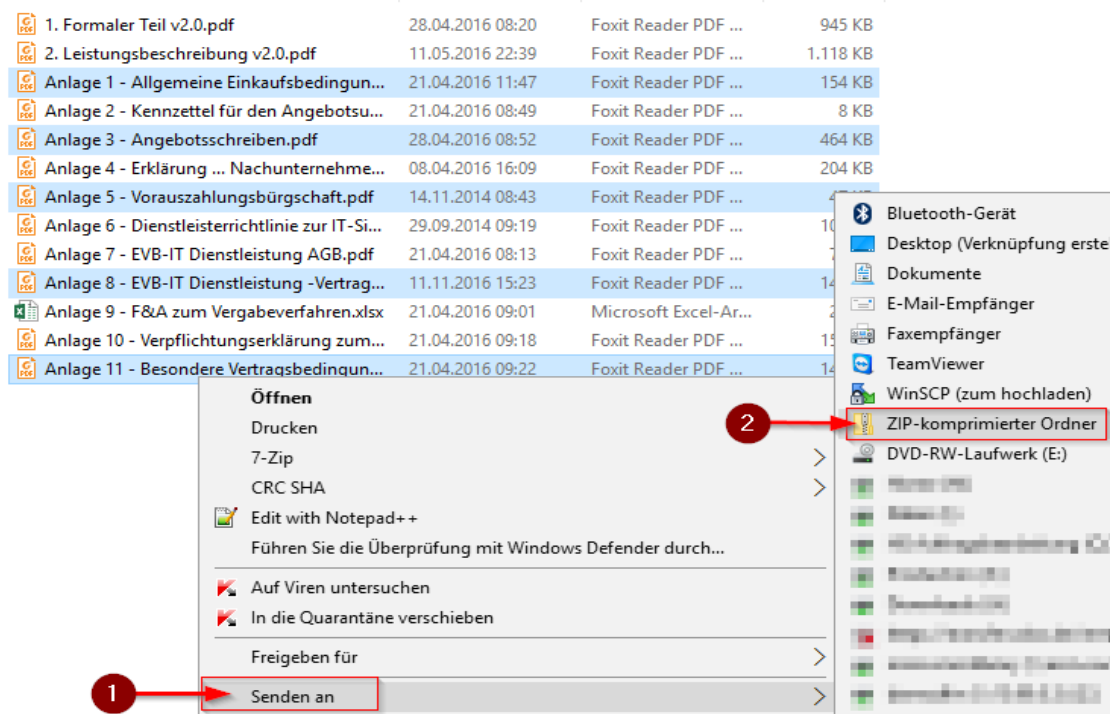 1. Formaler Teil v2.0.pdf 28.04.2016 08:20 Foxit Reader PDF ... 945 KB
2. Leistungsbeschreibung v2.0.pdf 11.05.2016 22:39 Foxit Reader PDF ... 1.118 KB
Anlage 1 - Allgemeine Einkaufsbedingun... 21.04.2016 11:47 Foxit Reader PDF ... 154 KB
Anlage 2 - Kennzettel für den Angebotsu... 21.04.2016 08:49 Foxit Reader PDF ... 8 KB
Anlage 3 - Angebotsschreiben.pdf 28.04.2016 08:52 Foxit Reader PDF ... 464 KB
Anlage 4 - Erklärung ... Nachunternehme... 08.04.2016 16:09 Foxit Reader PDF ... 204 KB
Anlage 5 - Vorauszahlungsbürgschaft.pdf 14.11.2014 08:43 Foxit Reader PDF ...
Anlage 6 - Dienstleisterrichtlinie zur IT-Si... 29.09.2014 09:19 Foxit Reader PDF ...
Anlage 7 - EVB-IT Dienstleistung AGB.pdf 21.04.2016 08:13 Foxit Reader PDF ...
Anlage 8 - EVB-IT Dienstleistung -Vertrag... 11.11.2016 15:23 Foxit Reader PDF ...
Anlage 9 - F&A zum Vergabeverfahren.xlsx 21.04.2016 09:01 Microsoft Excel-Ar...
Anlage 10 - Verpflichtungserklärung zum... 21.04.2016 09:18 Foxit Reader PDF ...
Anlage 11 - Besondere Vertragsbedingun... 21.04.2016 09:22 Foxit Reader PDF ...
Öffnen
Drucken
7-Zip
CRC SHA
Edit with Notepad++
Führen Sie die Überprüfung mit Windows Defender durch...
Auf Viren untersuchen
In die Quarantäne verschieben
Freigeben für
1
Senden an
Bluetooth-Gerät
Desktop (Verknüpfung erstel
Dokumente
E-Mail-Empfänger
Faxempfänger
TeamViewer
WinSCP (zum hochladen)
2
ZIP-komprimierter Ordner
DVD-RW-Laufwerk (E:)